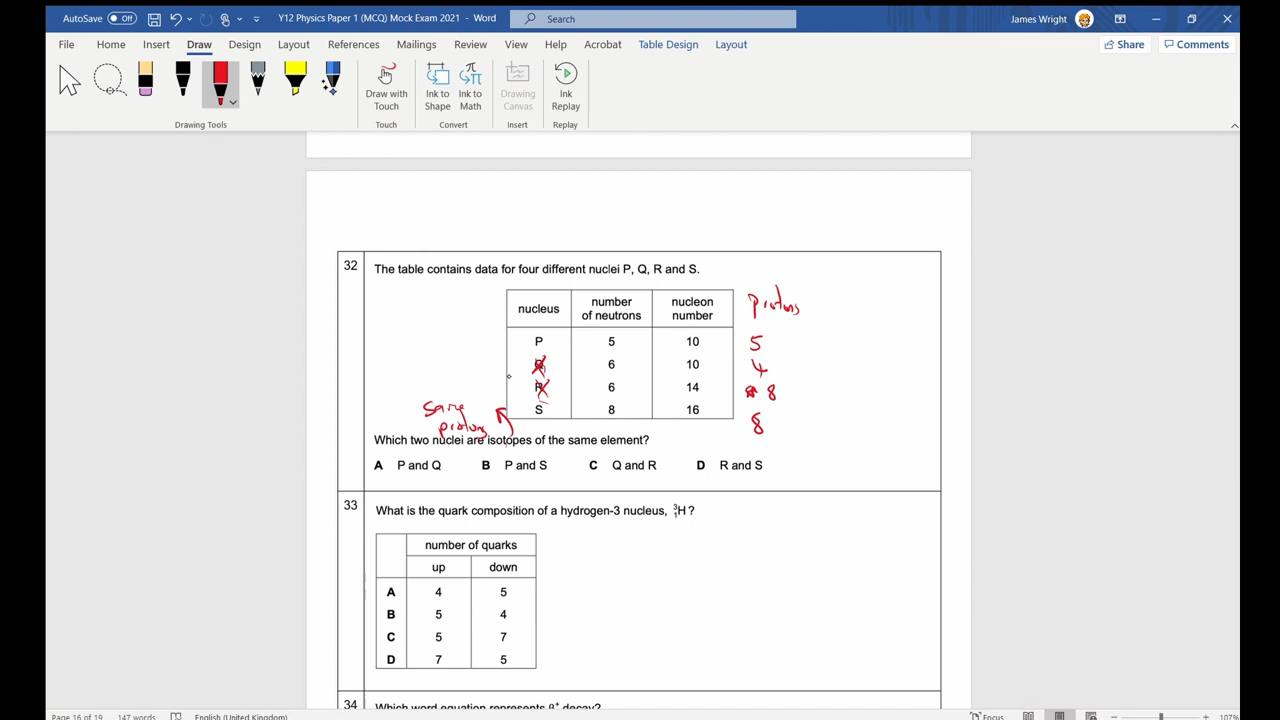 AutoSave Off Y12 Physics Paper 1 (MCQ) Mock Exam 2021 - Word Search James Wright
File Home Insert Draw Design Layout References Mailings Review View Help Acrobat Table Design Layout Share Comments
Draw with Touch Ink to Shape Ink to Math Drawing Canvas Ink Replay
Drawing Tools Touch Convert Insert Replay
32 The table contains data for four different nuclei P, Q, R and S.
nucleus number of neutrons nucleon number protons
P 5 10 5
Q 6 10 4
R 6 14 8
S 8 16 8
same protons
Which two nuclei are isotopes of the same element?
A P and Q B P and S C Q and R D R and S
33 What is the quark composition of a hydrogen-3 nucleus, ³₁H?
number of quarks
up down
A 4 5
B 5 4
C 5 7
D 7 5
34 Which word equation represents β⁺ decay?
Page 16 of 19 147 words English (United Kingdom) Focus 107%